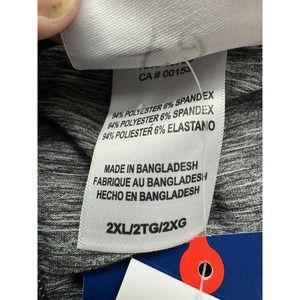 CA # 00153
94% POLYESTER 6% SPANDEX
94% POLYESTER 6% SPANDEX
94% POLIESTER 6% ELASTANO
MADE IN BANGLADESH
FABRIQUE AU BANGLADESH
HECHO EN BANGLADESH
2XL/2TG/2XG